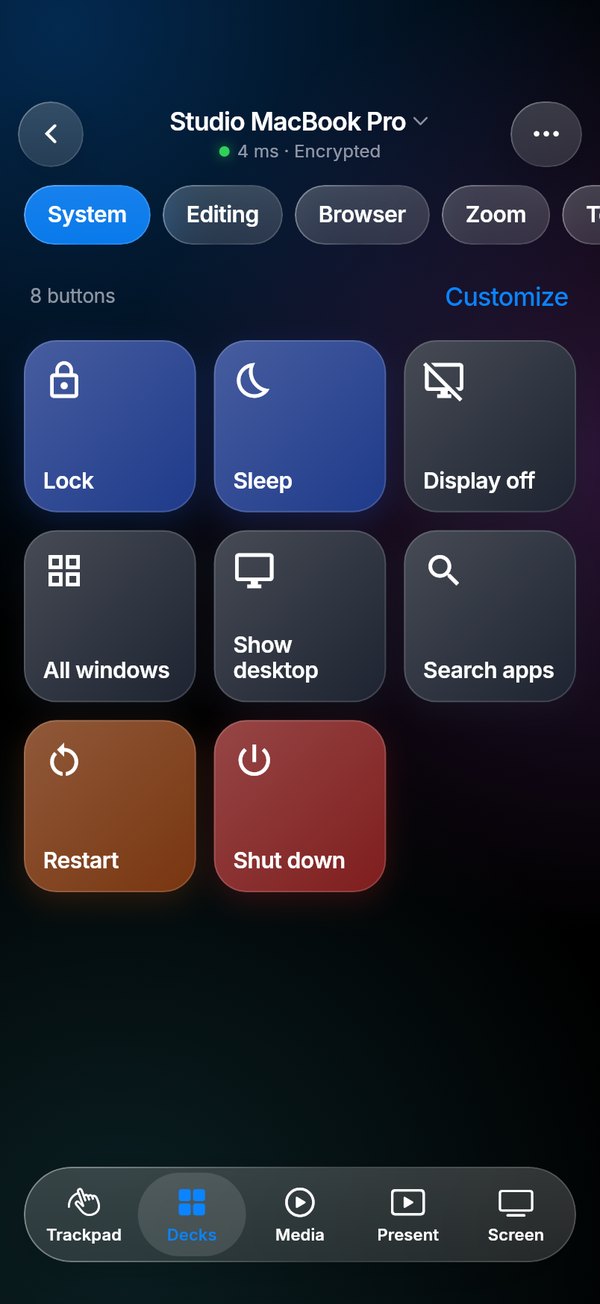 Studio MacBook Pro
4 ms · Encrypted
System
Editing
Browser
Zoom
8 buttons
Customize
Lock
Sleep
Display off
All windows
Show
desktop
Search apps
Restart
Shut down
Trackpad
Decks
Media
Present
Screen